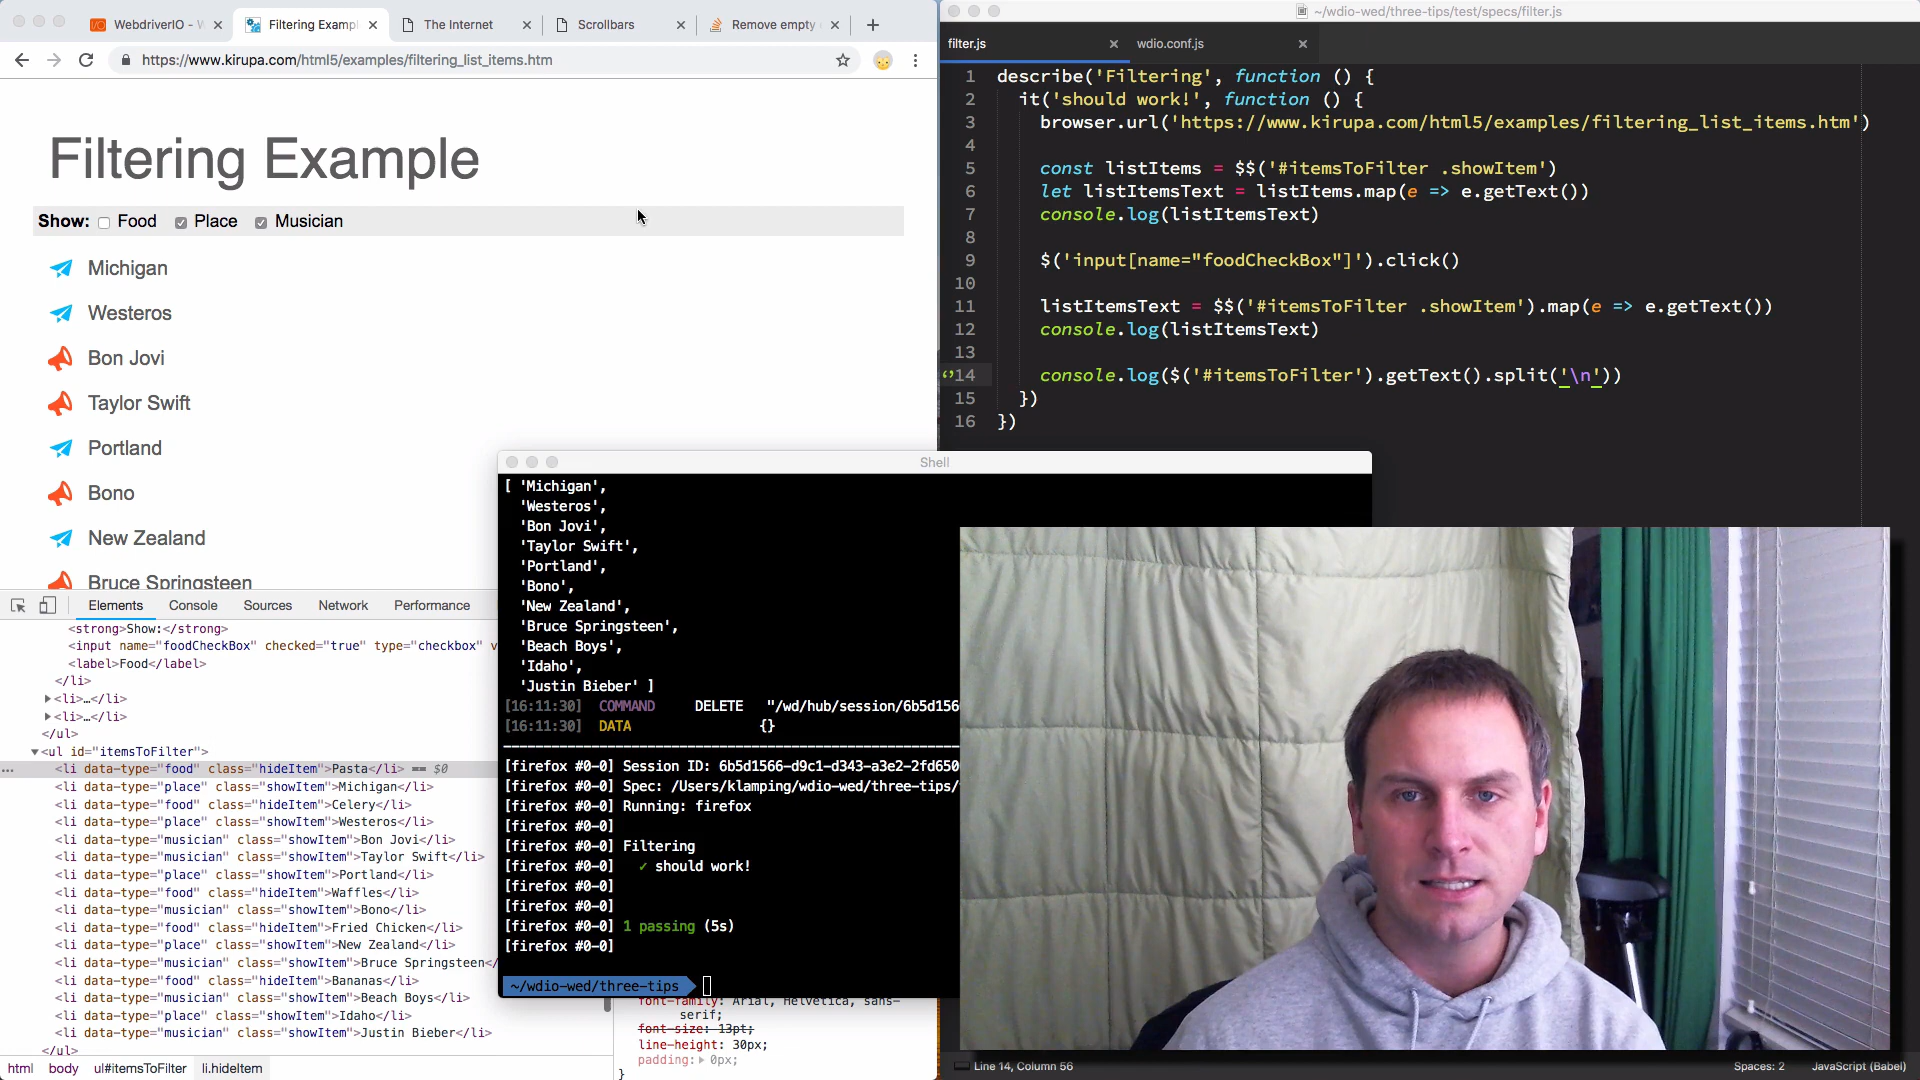 WebdriverIO - W
Filtering Exampl
The Internet
Scrollbars
Remove empty
https://www.kirupa.com/html5/examples/filtering_list_items.htm
Filtering Example
Show: Food Place Musician
Michigan
Westeros
Bon Jovi
Taylor Swift
Portland
Bono
New Zealand
Bruce Springsteen
Elements Console Sources Network Performance
<strong>Show:</strong>
<input name="foodCheckBox" checked="true" type="checkbox" v
<label>Food</label>
</li>
<li>…</li>
<li>…</li>
</ul>
<ul id="itemsToFilter">
… <li data-type="food" class="hideItem">Pasta</li> == $0
<li data-type="place" class="showItem">Michigan</li>
<li data-type="food" class="hideItem">Celery</li>
<li data-type="place" class="showItem">Westeros</li>
<li data-type="musician" class="showItem">Bon Jovi</li>
<li data-type="musician" class="showItem">Taylor Swift</li>
<li data-type="place" class="showItem">Portland</li>
<li data-type="food" class="hideItem">Waffles</li>
<li data-type="musician" class="showItem">Bono</li>
<li data-type="food" class="hideItem">Fried Chicken</li>
<li data-type="place" class="showItem">New Zealand</li>
<li data-type="musician" class="showItem">Bruce Springsteen</
<li data-type="food" class="hideItem">Bananas</li>
<li data-type="musician" class="showItem">Beach Boys</li>
<li data-type="place" class="showItem">Idaho</li>
<li data-type="musician" class="showItem">Justin Bieber</li>
</ul>
html body ul#itemsToFilter li.hideItem
font-family: Arial, Helvetica, sans-
serif;
font-size: 13pt;
line-height: 30px;
padding: 0px;
}
Shell
[ 'Michigan',
'Westeros',
'Bon Jovi',
'Taylor Swift',
'Portland',
'Bono',
'New Zealand',
'Bruce Springsteen',
'Beach Boys',
'Idaho',
'Justin Bieber' ]
[16:11:30] COMMAND DELETE "/wd/hub/session/6b5d156
[16:11:30] DATA {}
[firefox #0-0] Session ID: 6b5d1566-d9c1-d343-a3e2-2fd650
[firefox #0-0] Spec: /Users/klamping/wdio-wed/three-tips/
[firefox #0-0] Running: firefox
[firefox #0-0]
[firefox #0-0] Filtering
[firefox #0-0] ✓ should work!
[firefox #0-0]
[firefox #0-0]
[firefox #0-0] 1 passing (5s)
[firefox #0-0]
~/wdio-wed/three-tips
~/wdio-wed/three-tips/test/specs/filter.js
filter.js
wdio.conf.js
1 describe('Filtering', function () {
2 it('should work!', function () {
3 browser.url('https://www.kirupa.com/html5/examples/filtering_list_items.htm')
4
5 const listItems = $$('#itemsToFilter .showItem')
6 let listItemsText = listItems.map(e => e.getText())
7 console.log(listItemsText)
8
9 $('input[name="foodCheckBox"]').click()
10
11 listItemsText = $$('#itemsToFilter .showItem').map(e => e.getText())
12 console.log(listItemsText)
13
14 console.log($('#itemsToFilter').getText().split('\n'))
15 })
16 })
Line 14, Column 56
Spaces: 2
JavaScript (Babel)